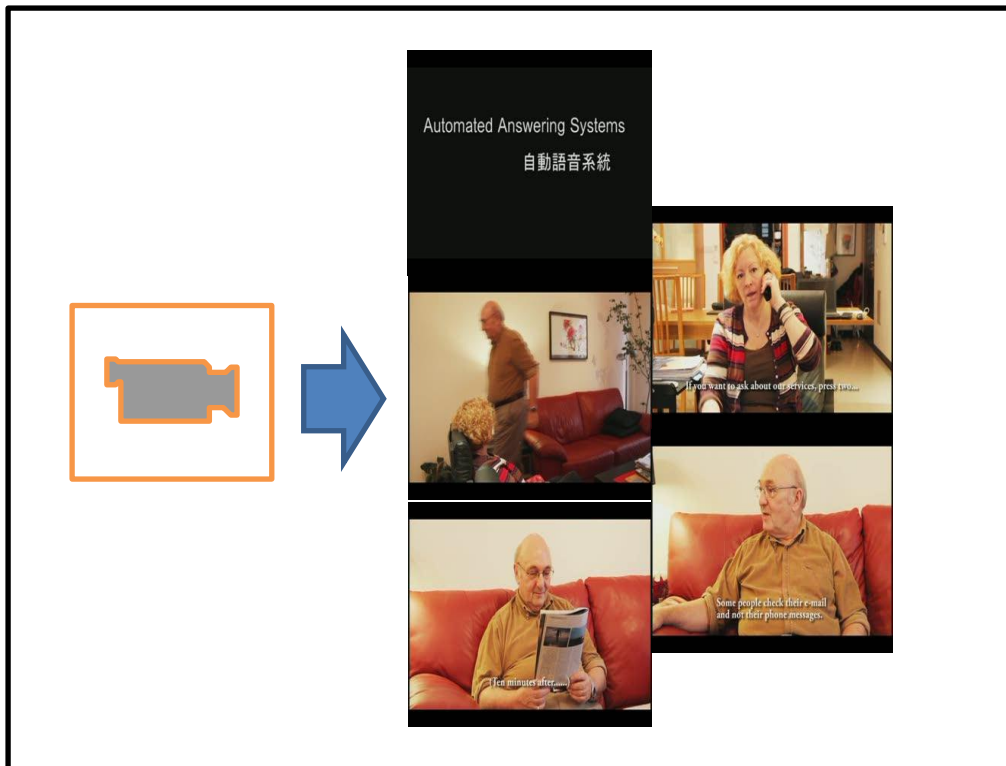 Automated Answering Systems
自動語音系統
If you want to ask about our services, press two....
Some people check their e-mail
and not their phone messages.
(Ten minutes after......)